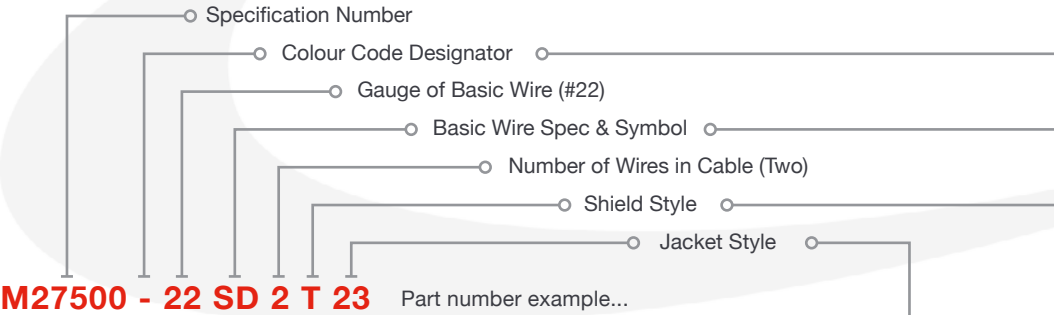 Specification Number
Colour Code Designator
Gauge of Basic Wire (#22)
Basic Wire Spec & Symbol
Number of Wires in Cable (Two)
Shield Style
Jacket Style
M27500 - 22 SD 2 T 23 Part number example...